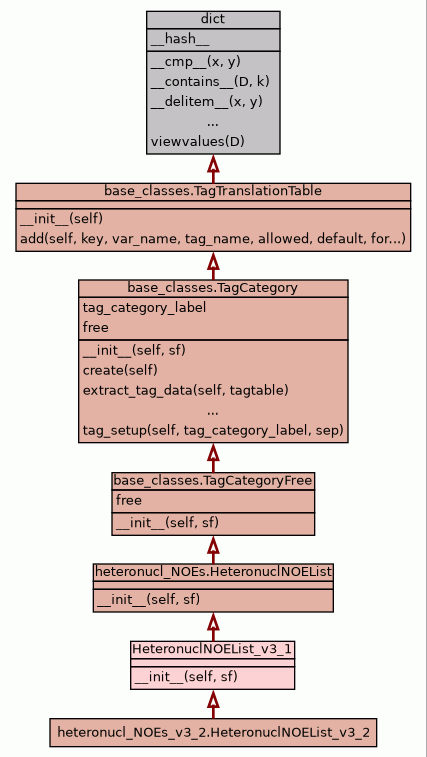 dict
__hash__
__cmp__(x, y)
__contains__(D, k)
__delitem__(x, y)
...
viewvalues(D)
base_classes.TagTranslationTable
__init__(self)
add(self, key, var_name, tag_name, allowed, default, for...)
base_classes.TagCategory
tag_category_label
free
__init__(self, sf)
create(self)
extract_tag_data(self, tagtable)
...
tag_setup(self, tag_category_label, sep)
base_classes.TagCategoryFree
free
__init__(self, sf)
heteronucl_NOEs.HeteronuclNOEList
__init__(self, sf)
HeteronuclNOEList_v3_1
__init__(self, sf)
heteronucl_NOEs_v3_2.HeteronuclNOEList_v3_2